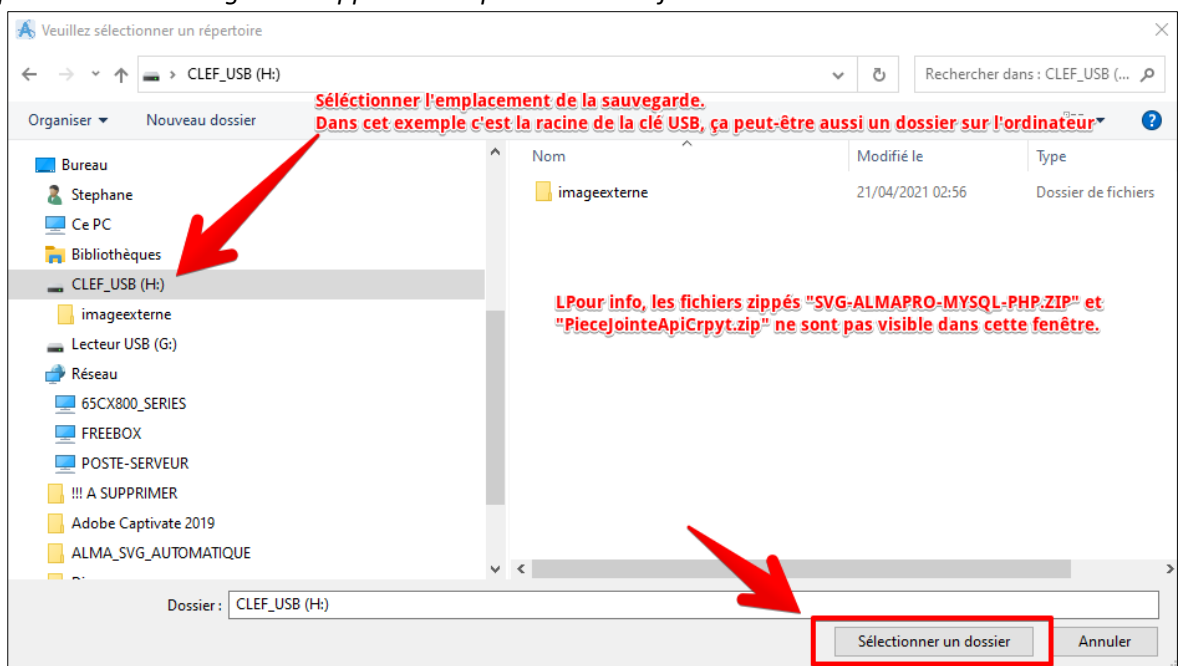 Veuillez sélectionner un répertoire
CLEF_USB (H:)
Rechercher dans : CLEF_USB (...
Séléctionner l'emplacement de la sauvegarde.
Organiser
Nouveau dossier
Dans cet exemple c'est la racine de la clé USB, ça peut-être aussi un dossier sur l'ordinateur
Bureau
Stephane
Ce PC
Bibliothèques
CLEF_USB (H:)
imageexterne
Lecteur USB (G:)
Réseau
65CX800_SERIES
FREEBOX
POSTE-SERVEUR
!!! A SUPPRIMER
Adobe Captivate 2019
ALMA_SVG_AUTOMATIQUE
Nom Modifié le Type
imageexterne 21/04/2021 02:56 Dossier de fichiers
LPour info, les fichiers zippés "SVG-ALMAPRO-MYSQL-PHP.ZIP" et
"PieceJointeApiCrpyt.zip" ne sont pas visible dans cette fenêtre.
Dossier : CLEF_USB (H:)
Sélectionner un dossier
Annuler